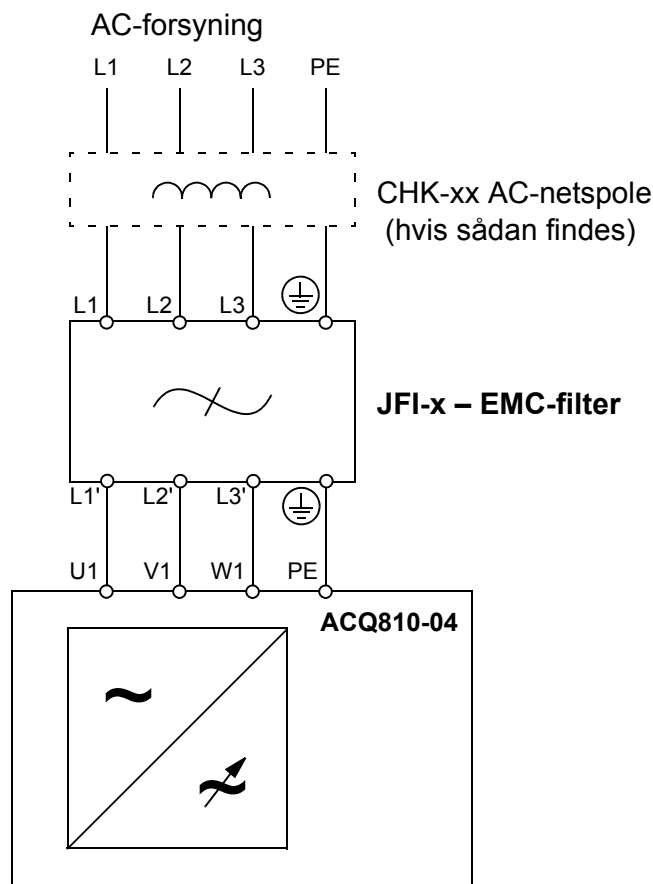 AC-forsyning
L1 L2 L3 PE
CHK-xx AC-netspole
(hvis sådan findes)
L1 L2 L3
JFI-x – EMC-filter
L1' L2' L3'
U1 V1 W1 PE
ACQ810-04